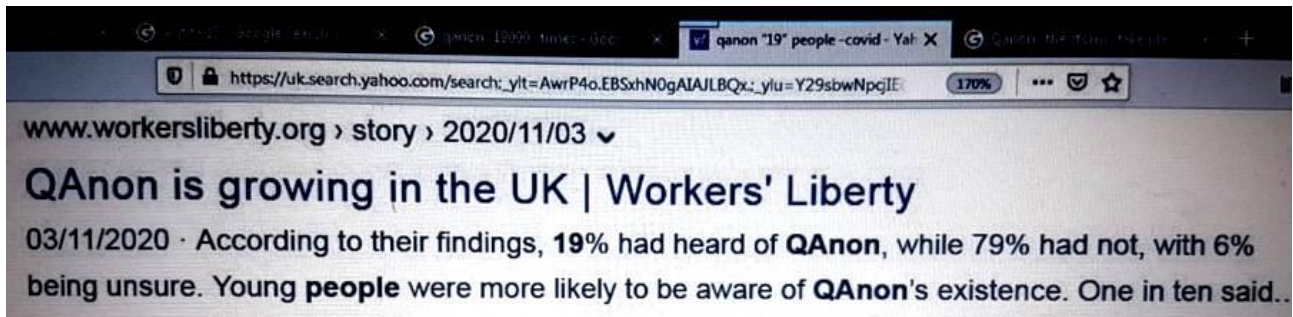 qanon "19" people -covid - Yah
https://uk.search.yahoo.com/search;_ylt=AwrP4o.EBSxhN0gAIAJLBQx.;_ylu=Y29sbwNpcjIE
170%
www.workersliberty.org › story › 2020/11/03
QAnon is growing in the UK | Workers' Liberty
03/11/2020 · According to their findings, 19% had heard of QAnon, while 79% had not, with 6%
being unsure. Young people were more likely to be aware of QAnon's existence. One in ten said..